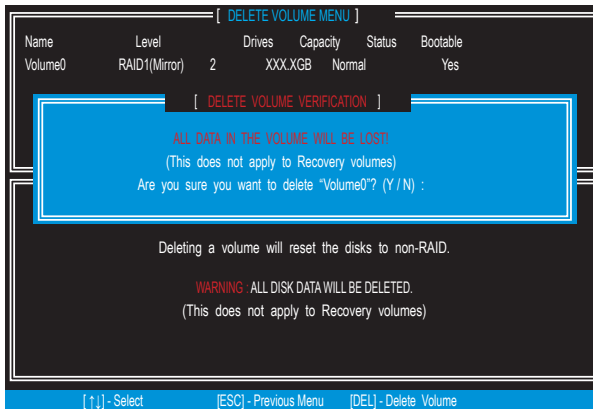 [ DELETE VOLUME MENU ]
Name Level Drives Capacity Status Bootable
Volume0 RAID1(Mirror) 2 XXX.XGB Normal Yes
[ DELETE VOLUME VERIFICATION ]
ALL DATA IN THE VOLUME WILL BE LOST!
(This does not apply to Recovery volumes)
Are you sure you want to delete “Volume0”? (Y / N) :
Deleting a volume will reset the disks to non-RAID.
WARNING : ALL DISK DATA WILL BE DELETED.
(This does not apply to Recovery volumes)
[ ↑↓] - Select [ESC] - Previous Menu [DEL] - Delete Volume